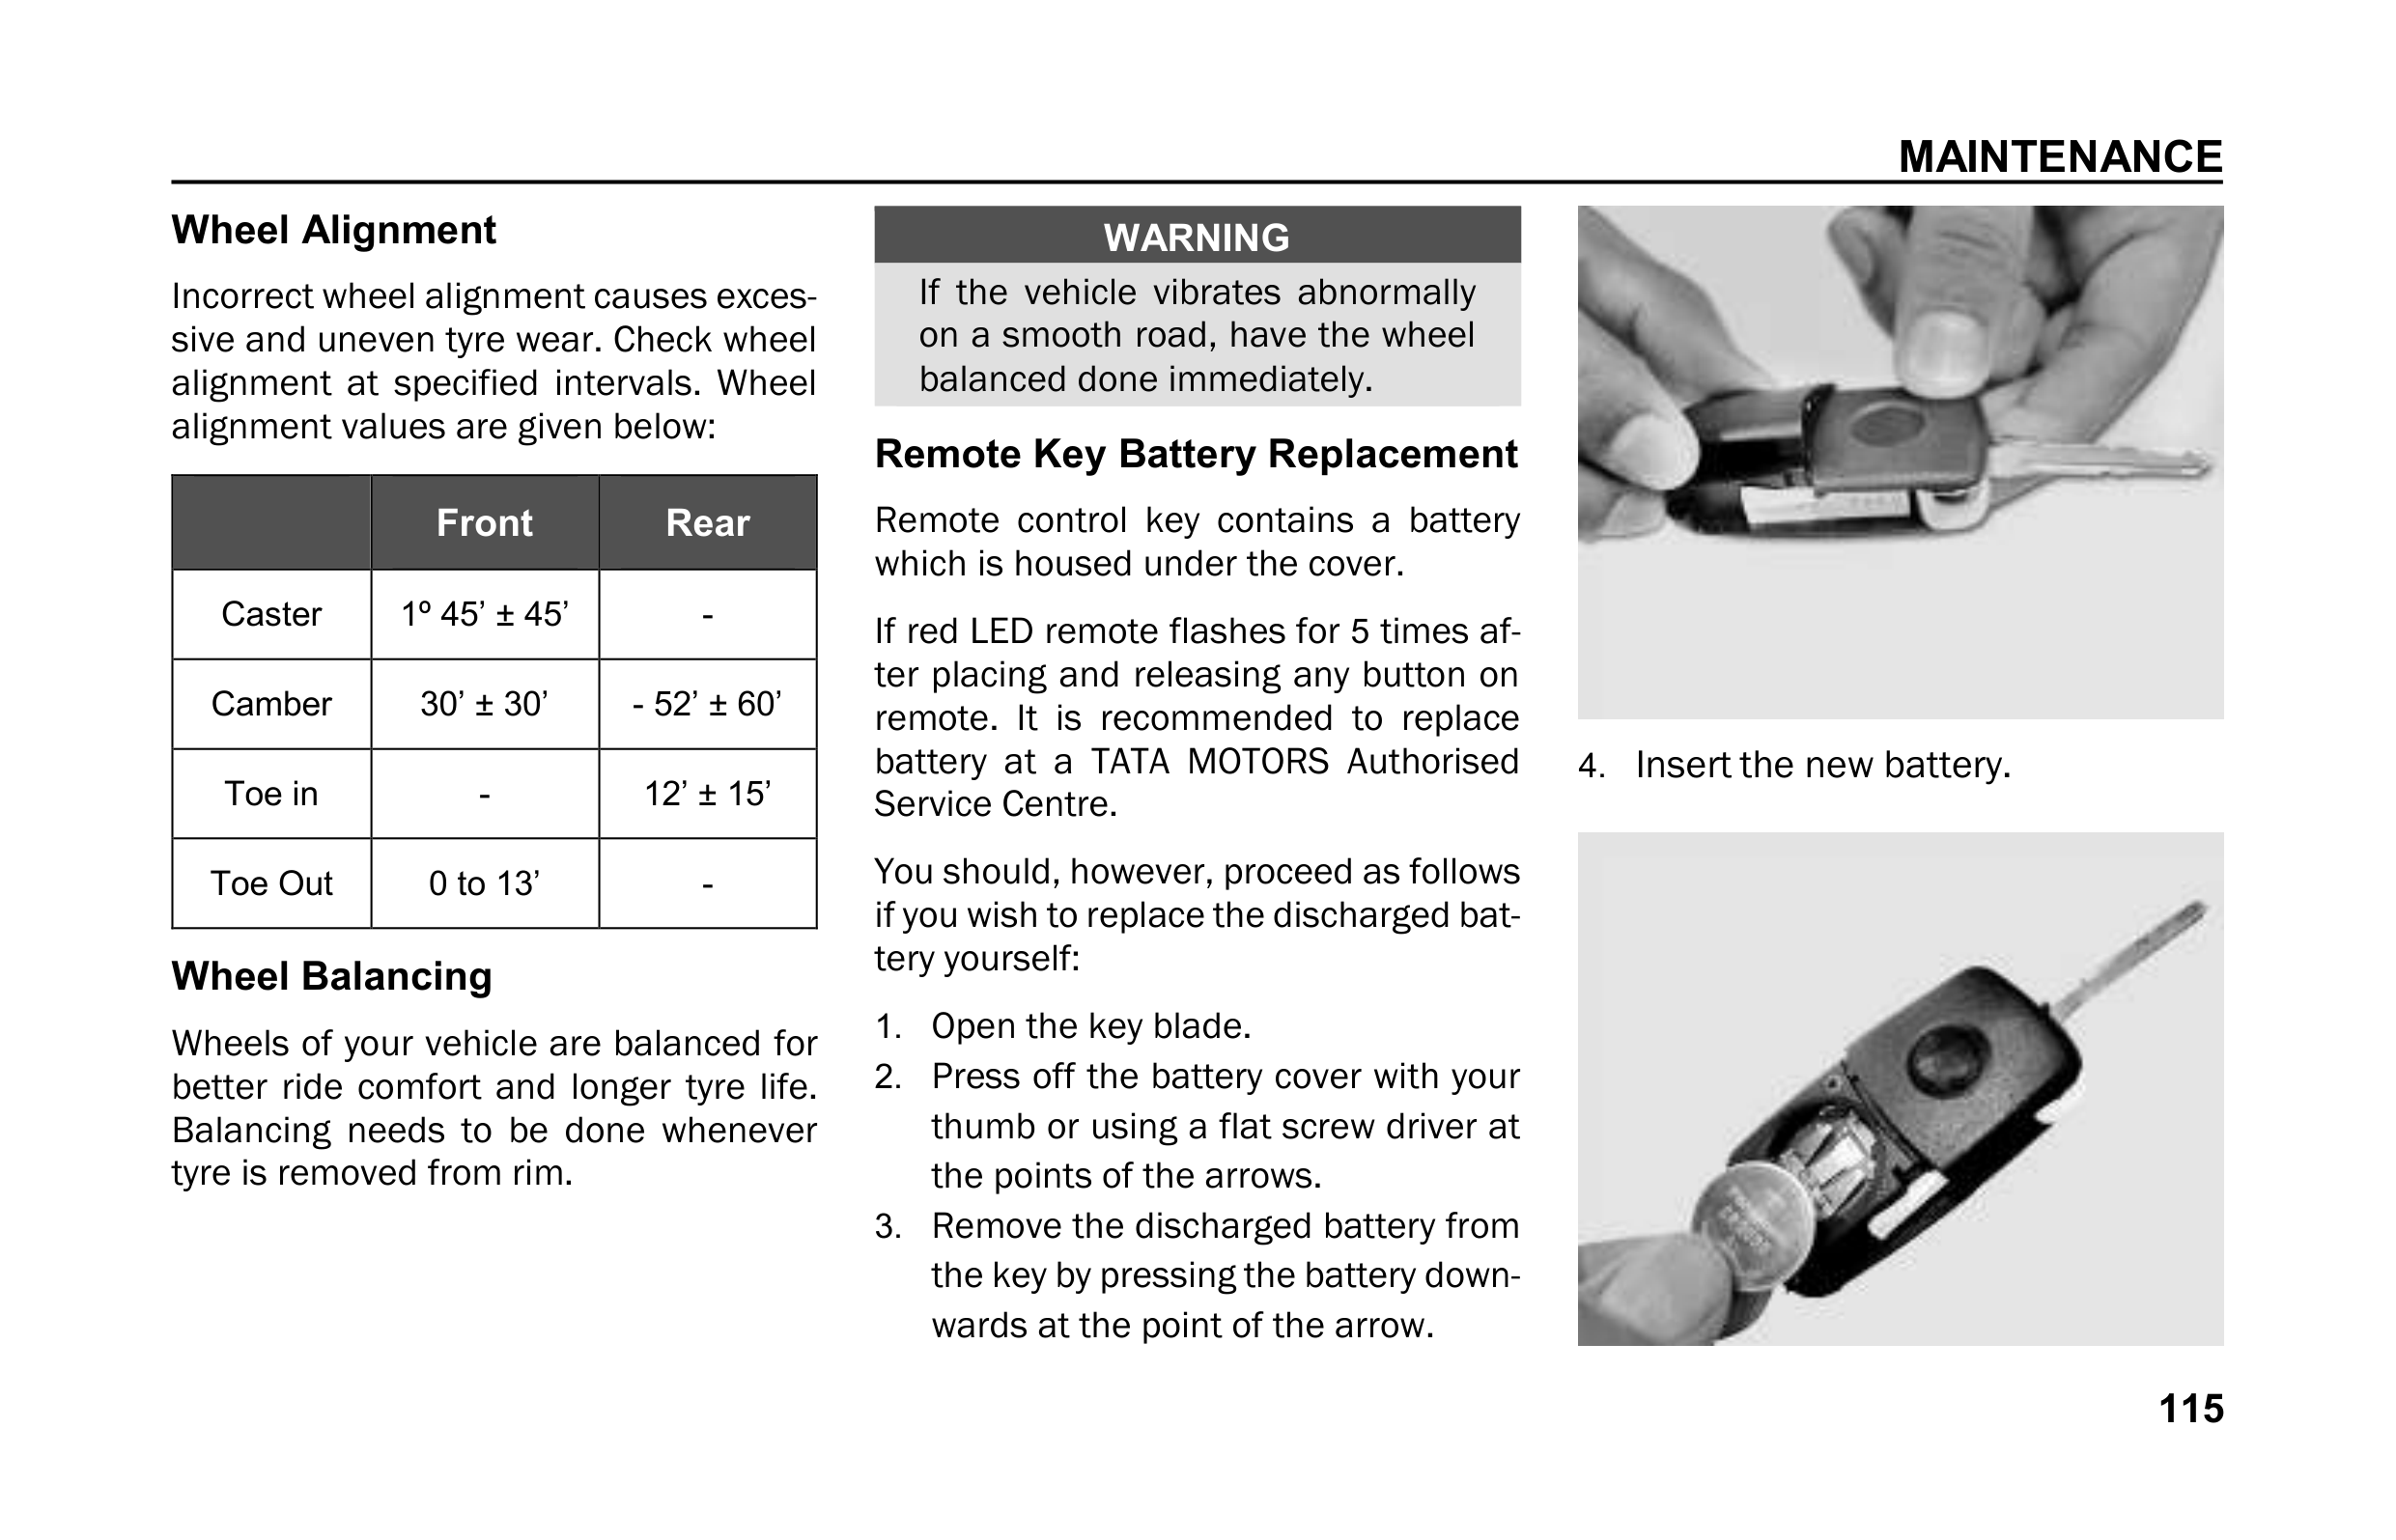 MAINTENANCE
Wheel Alignment
Incorrect wheel alignment causes exces-
sive and uneven tyre wear. Check wheel
alignment at specified intervals. Wheel
alignment values are given below:
Front Rear
Caster 1º 45’ ± 45’ -
Camber 30’ ± 30’ - 52’ ± 60’
Toe in - 12’ ± 15’
Toe Out 0 to 13’ -
Wheel Balancing
Wheels of your vehicle are balanced for
better ride comfort and longer tyre life.
Balancing needs to be done whenever
tyre is removed from rim.
WARNING
If the vehicle vibrates abnormally
on a smooth road, have the wheel
balanced done immediately.
Remote Key Battery Replacement
Remote control key contains a battery
which is housed under the cover.
If red LED remote flashes for 5 times af-
ter placing and releasing any button on
remote. It is recommended to replace
battery at a TATA MOTORS Authorised
Service Centre.
You should, however, proceed as follows
if you wish to replace the discharged bat-
tery yourself:
1. Open the key blade.
2. Press off the battery cover with your
thumb or using a flat screw driver at
the points of the arrows.
3. Remove the discharged battery from
the key by pressing the battery down-
wards at the point of the arrow.
4. Insert the new battery.
115